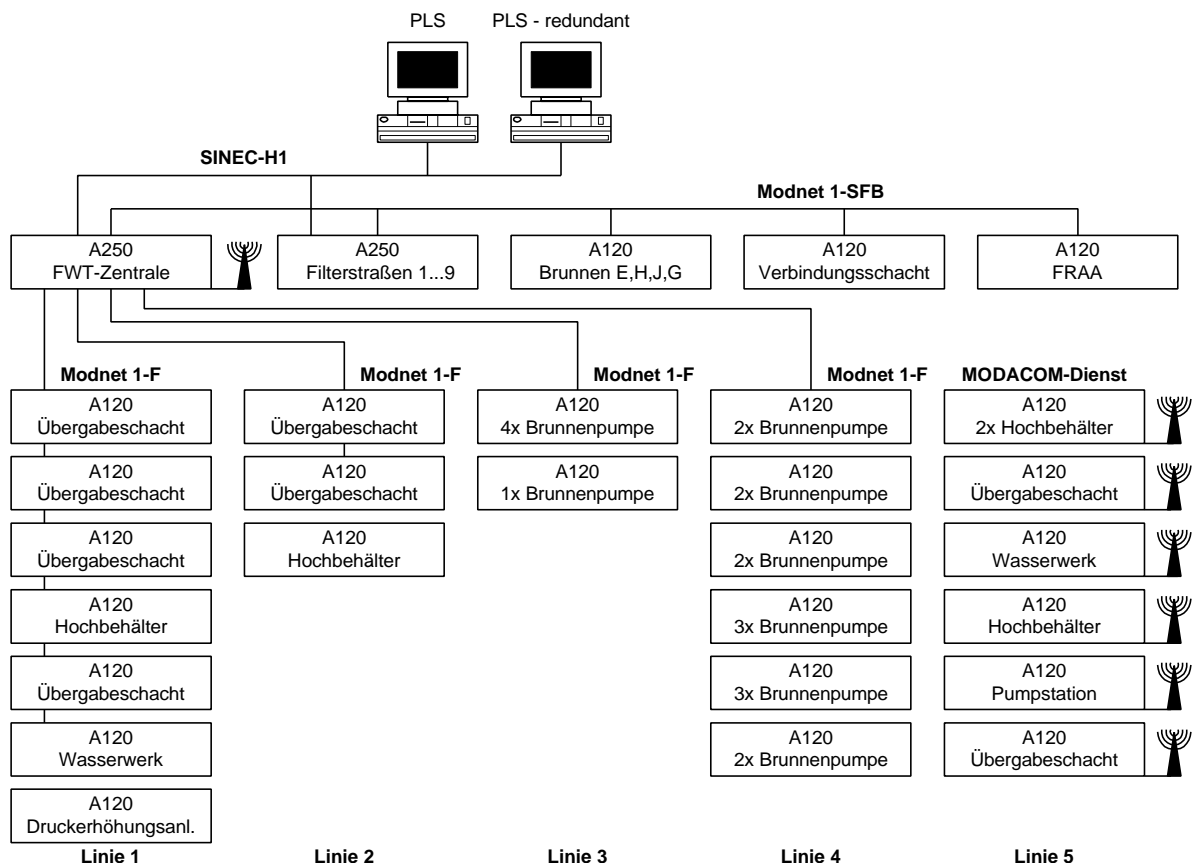 PLS
PLS - redundant
SINEC-H1
Modnet 1-SFB
A250
FWT-Zentrale
A250
Filterstraßen 1...9
A120
Brunnen E,H,J,G
A120
Verbindungsschacht
A120
FRAA
Modnet 1-F
A120
Übergabeschacht
A120
Übergabeschacht
A120
Übergabeschacht
A120
Hochbehälter
A120
Übergabeschacht
A120
Wasserwerk
A120
Druckerhöhungsanl.
Linie 1
Modnet 1-F
A120
Übergabeschacht
A120
Übergabeschacht
A120
Hochbehälter
Linie 2
Modnet 1-F
A120
4x Brunnenpumpe
A120
1x Brunnenpumpe
Linie 3
Modnet 1-F
A120
2x Brunnenpumpe
A120
2x Brunnenpumpe
A120
2x Brunnenpumpe
A120
3x Brunnenpumpe
A120
3x Brunnenpumpe
A120
2x Brunnenpumpe
Linie 4
MODACOM-Dienst
A120
2x Hochbehälter
A120
Übergabeschacht
A120
Wasserwerk
A120
Hochbehälter
A120
Pumpstation
A120
Übergabeschacht
Linie 5